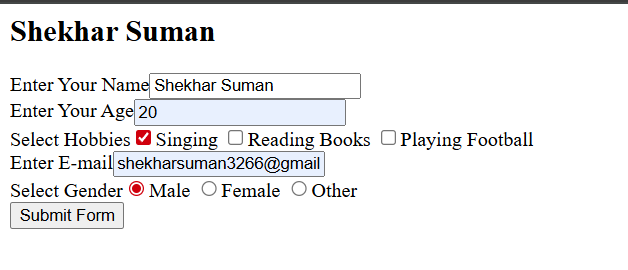 Shekhar Suman
Enter Your Name Shekhar Suman
Enter Your Age 20
Select Hobbies Singing Reading Books Playing Football
Enter E-mail shekharsuman3266@gmail
Select Gender Male Female Other
Submit Form